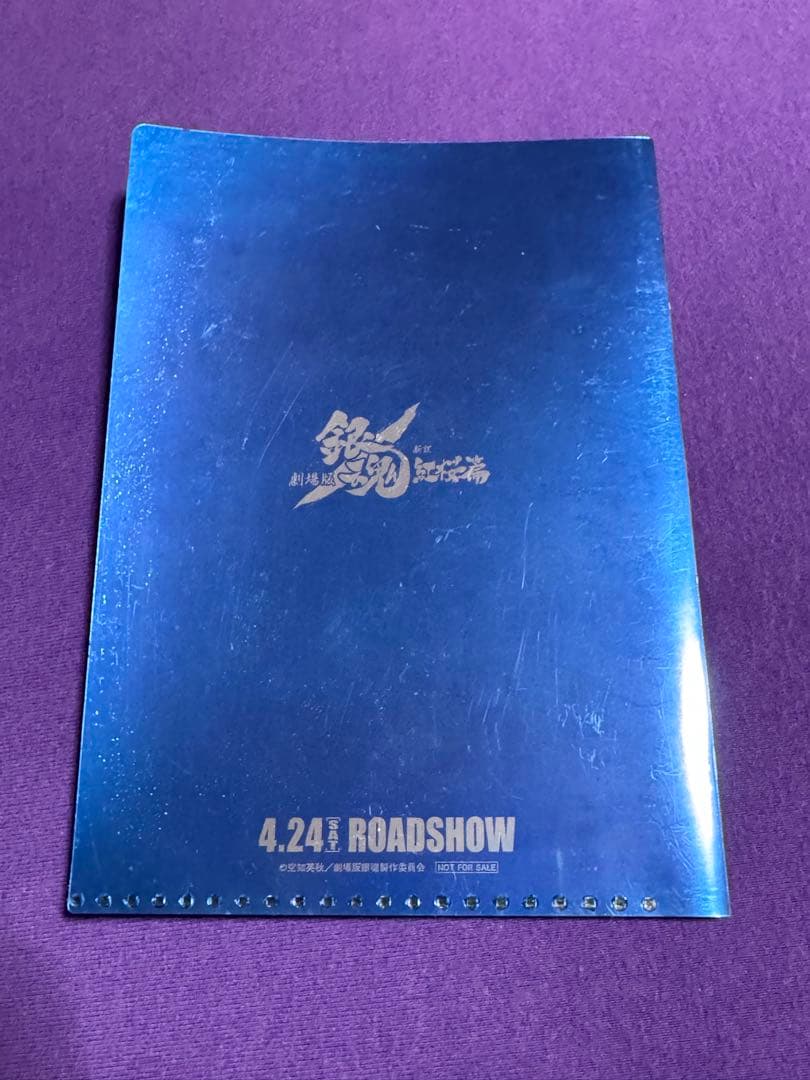 劇場版 銀魂 新訳 紅桜篇
4.24 SAT ROADSHOW
©空知英秋／劇場版銀魂製作委員会 NOT FOR SALE